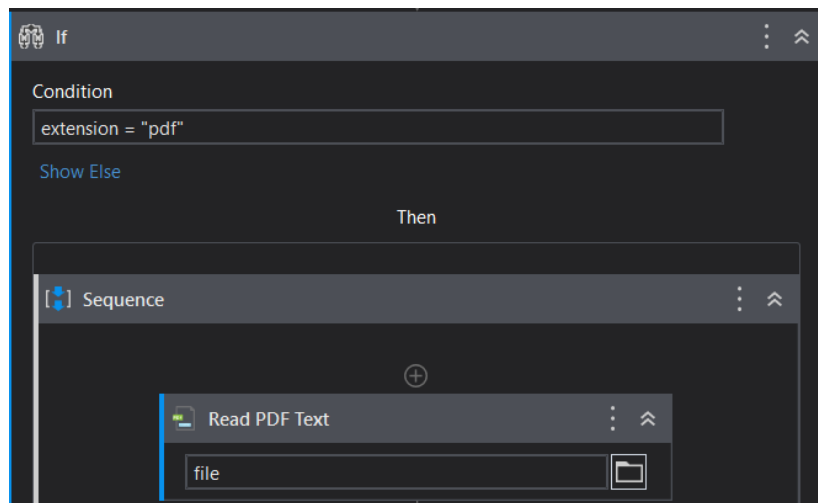 If
Condition
extension = "pdf"
Show Else
Then
Sequence
Read PDF Text
file